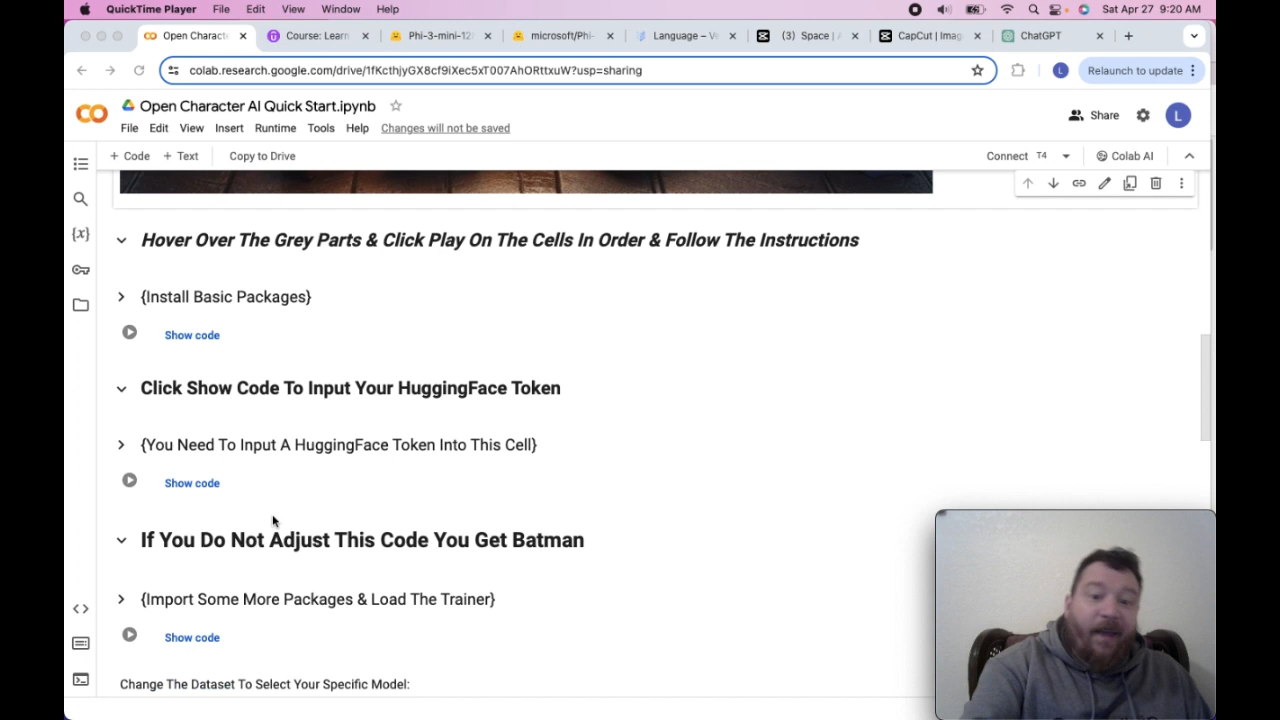 QuickTime Player File Edit View Window Help Sat Apr 27 9:20 AM
Open Charact Course: Learn Phi-3-mini-12 microsoft/Phi- Language – V (3) Space | CapCut | Imag ChatGPT
colab.research.google.com/drive/1fKcthjyGX8cf9iXec5xT007AhORttxuW?usp=sharing Relaunch to update
Open Character AI Quick Start.ipynb Share L
File Edit View Insert Runtime Tools Help Changes will not be saved
+ Code + Text Copy to Drive Connect T4 Colab AI
Hover Over The Grey Parts & Click Play On The Cells In Order & Follow The Instructions
{Install Basic Packages}
Show code
Click Show Code To Input Your HuggingFace Token
{You Need To Input A HuggingFace Token Into This Cell}
Show code
If You Do Not Adjust This Code You Get Batman
{Import Some More Packages & Load The Trainer}
Show code
Change The Dataset To Select Your Specific Model: